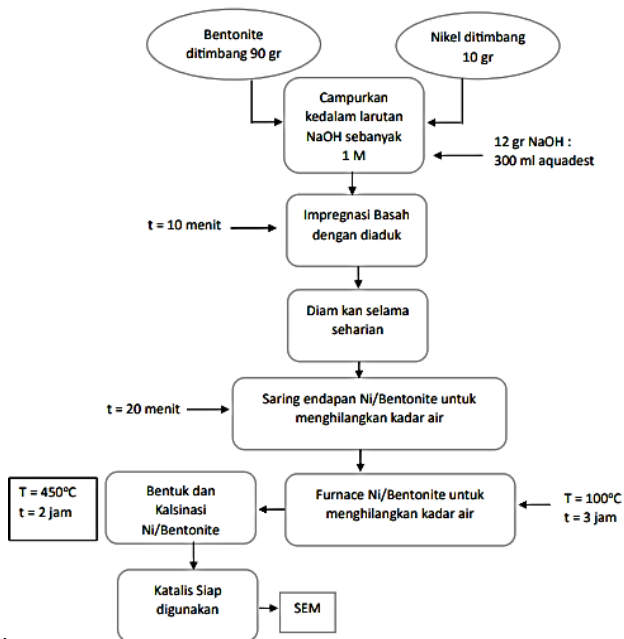 Bentonite
ditimbang 90 gr
Nikel ditimbang
10 gr
Campurkan
kedalam larutan
NaOH sebanyak
1 M
12 gr NaOH :
300 ml aquadest
t = 10 menit
Impregnasi Basah
dengan diaduk
Diam kan selama
seharian
t = 20 menit
Saring endapan Ni/Bentonite untuk
menghilangkan kadar air
T = 450°C
t = 2 jam
Bentuk dan
Kalsinasi
Ni/Bentonite
Furnace Ni/Bentonite untuk
menghilangkan kadar air
T = 100°C
t = 3 jam
Katalis Siap
digunakan
SEM